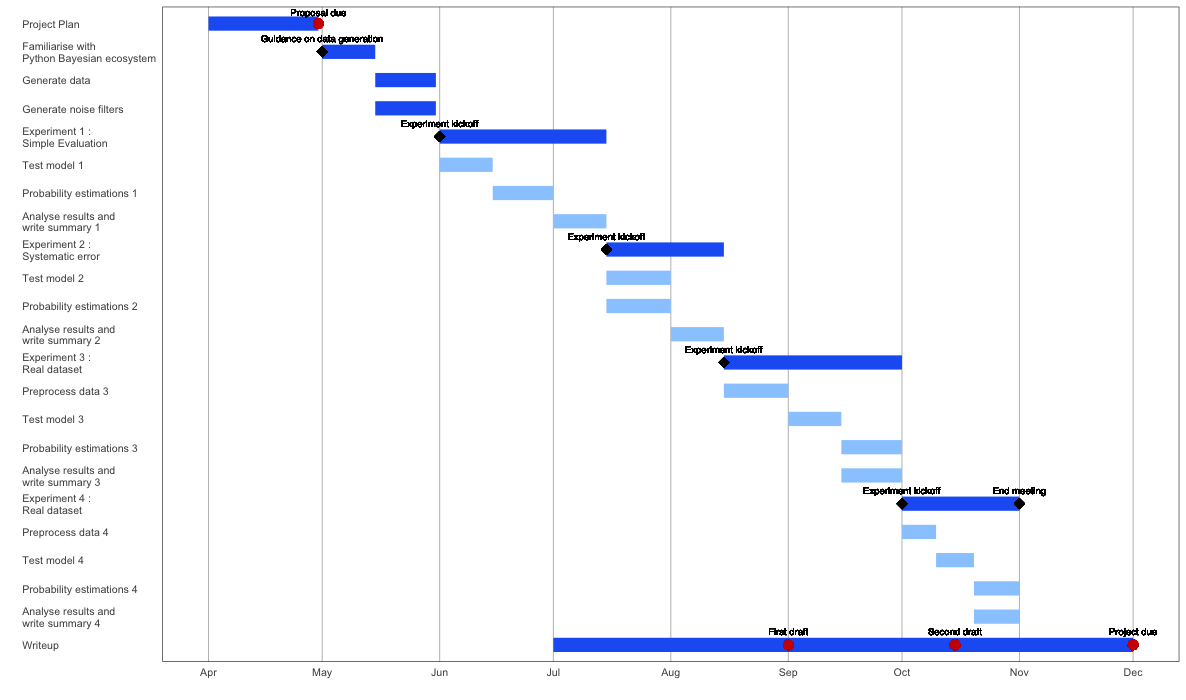 Proposal due
Project Plan
Guidance on data generation
Familiarise with
Python Bayesian ecosystem
Generate data
Generate noise filters
Experiment kickoff
Experiment 1 :
Simple Evaluation
Test model 1
Probability estimations 1
Analyse results and
write summary 1
Experiment kickoff
Experiment 2 :
Systematic error
Test model 2
Probability estimations 2
Analyse results and
write summary 2
Experiment kickoff
Experiment 3 :
Real dataset
Preprocess data 3
Test model 3
Probability estimations 3
Analyse results and
write summary 3
Experiment kickoff End meeting
Experiment 4 :
Real dataset
Preprocess data 4
Test model 4
Probability estimations 4
Analyse results and
write summary 4
First draft Second draft Project due
Writeup
Apr May Jun Jul Aug Sep Oct Nov Dec